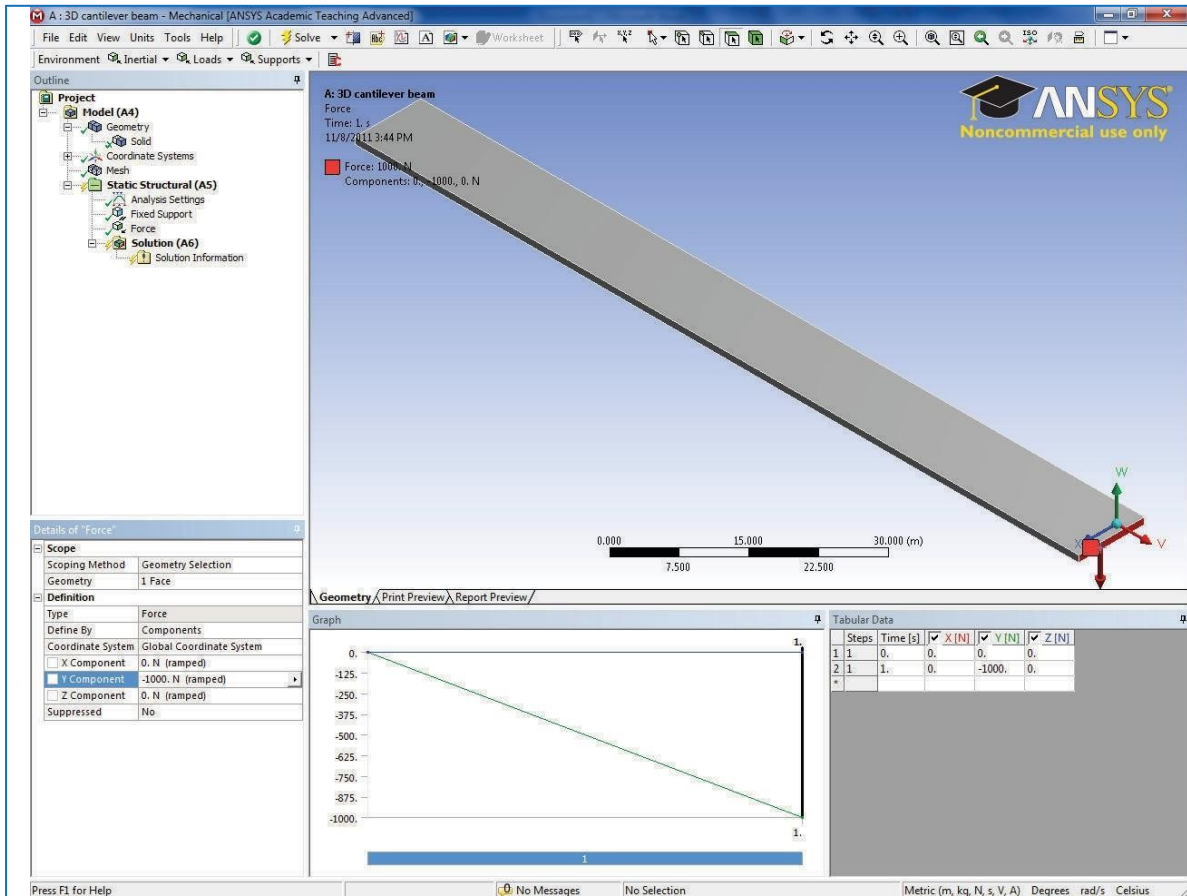 A : 3D cantilever beam - Mechanical [ANSYS Academic Teaching Advanced]
File Edit View Units Tools Help Solve Worksheet
Environment Inertial Loads Supports
Outline
Project
Model (A4)
Geometry
Solid
Coordinate Systems
Mesh
Static Structural (A5)
Analysis Settings
Fixed Support
Force
Solution (A6)
Solution Information
A: 3D cantilever beam
Force
Time: 1. s
11/8/2011 3:44 PM
Force: 1000. N
Components: 0., -1000., 0. N
ANSYS
Noncommercial use only
W
X
V
0.000 15.000 30.000 (m)
7.500 22.500
Geometry Print Preview Report Preview
Details of "Force"
Scope
Scoping Method Geometry Selection
Geometry 1 Face
Definition
Type Force
Define By Components
Coordinate System Global Coordinate System
X Component 0. N (ramped)
Y Component -1000. N (ramped)
Z Component 0. N (ramped)
Suppressed No
Graph
1.
0.
-125.
-250.
-375.
-500.
-625.
-750.
-875.
-1000.
1.
1
Tabular Data
Steps Time [s] X [N] Y [N] Z [N]
1 1 0. 0. 0. 0.
2 1 1. 0. -1000. 0.
*
Press F1 for Help 0 No Messages No Selection Metric (m, kg, N, s, V, A) Degrees rad/s Celsius